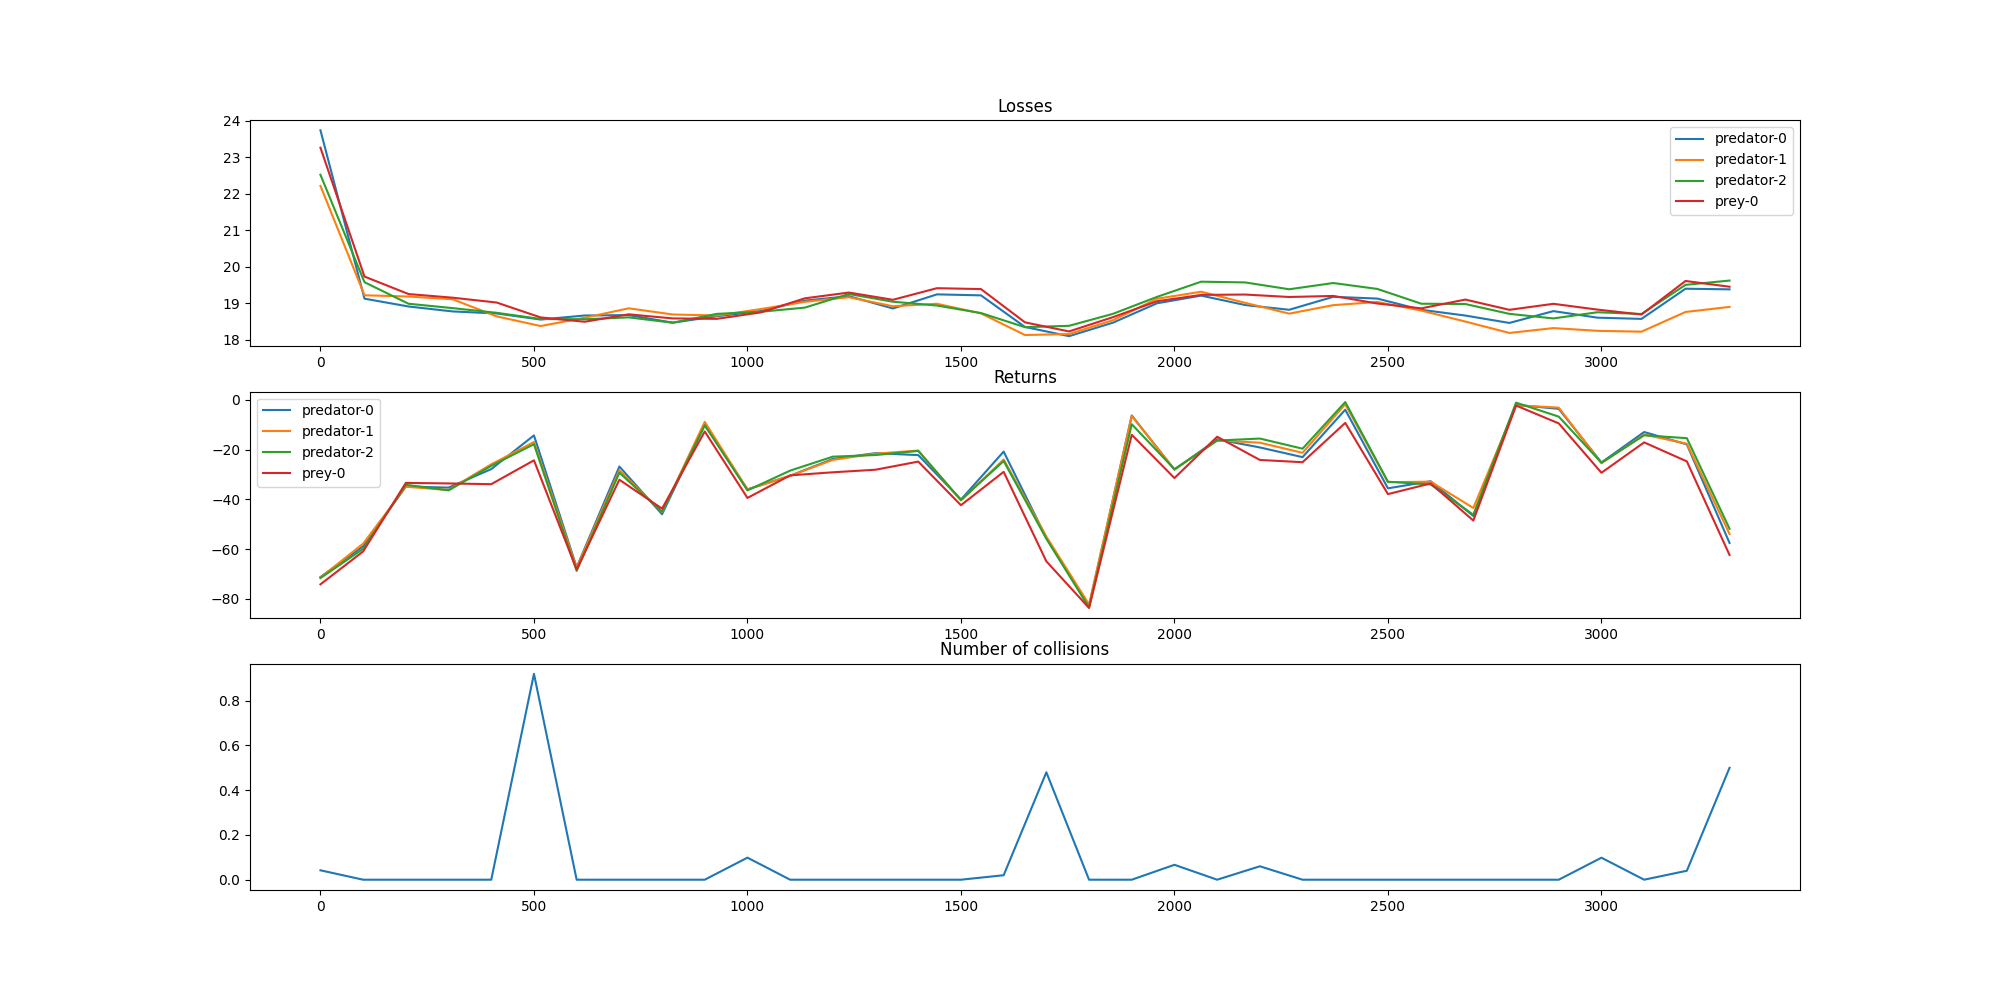 Losses
24
23
22
21
20
19
18
predator-0
predator-1
predator-2
prey-0
0 500 1000 1500 2000 2500 3000
Returns
0
−20
−40
−60
−80
predator-0
predator-1
predator-2
prey-0
0 500 1000 1500 2000 2500 3000
Number of collisions
0.8
0.6
0.4
0.2
0.0
0 500 1000 1500 2000 2500 3000